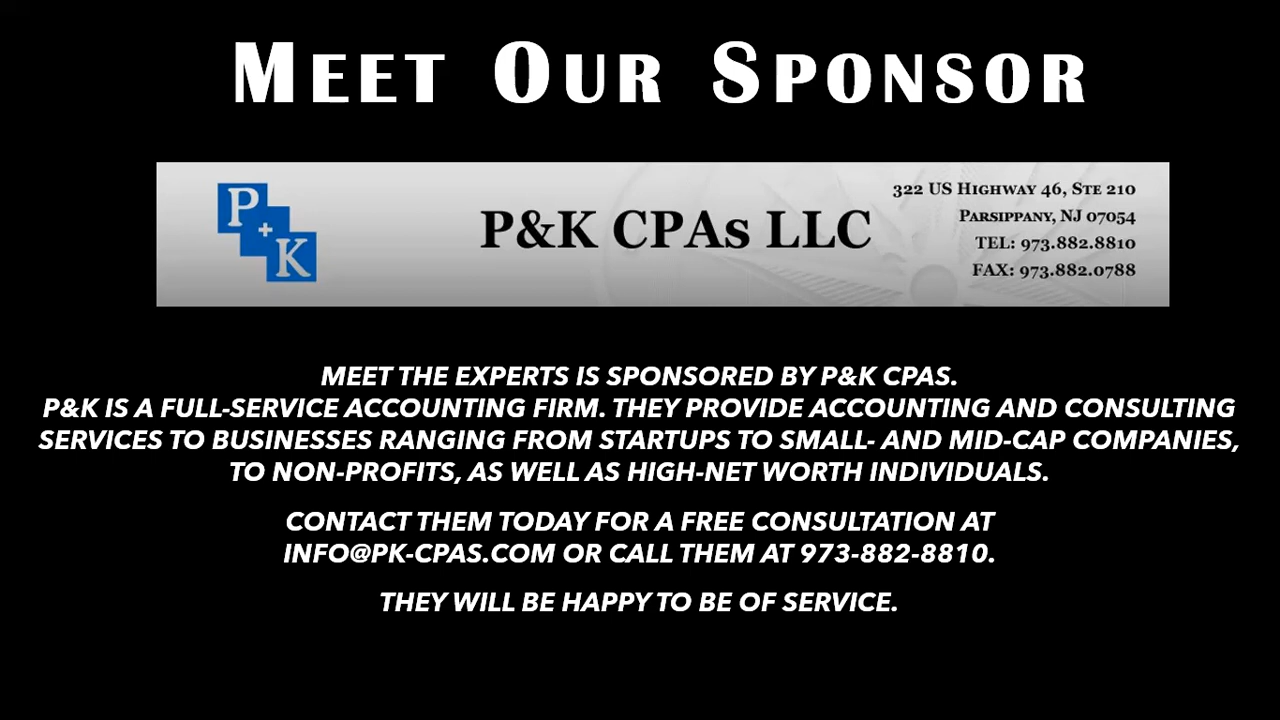 MEET OUR SPONSOR
P+K
P&K CPAs LLC
322 US HIGHWAY 46, STE 210
PARSIPPANY, NJ 07054
TEL: 973.882.8810
FAX: 973.882.0788
MEET THE EXPERTS IS SPONSORED BY P&K CPAS.
P&K IS A FULL-SERVICE ACCOUNTING FIRM. THEY PROVIDE ACCOUNTING AND CONSULTING
SERVICES TO BUSINESSES RANGING FROM STARTUPS TO SMALL- AND MID-CAP COMPANIES,
TO NON-PROFITS, AS WELL AS HIGH-NET WORTH INDIVIDUALS.
CONTACT THEM TODAY FOR A FREE CONSULTATION AT
INFO@PK-CPAS.COM OR CALL THEM AT 973-882-8810.
THEY WILL BE HAPPY TO BE OF SERVICE.